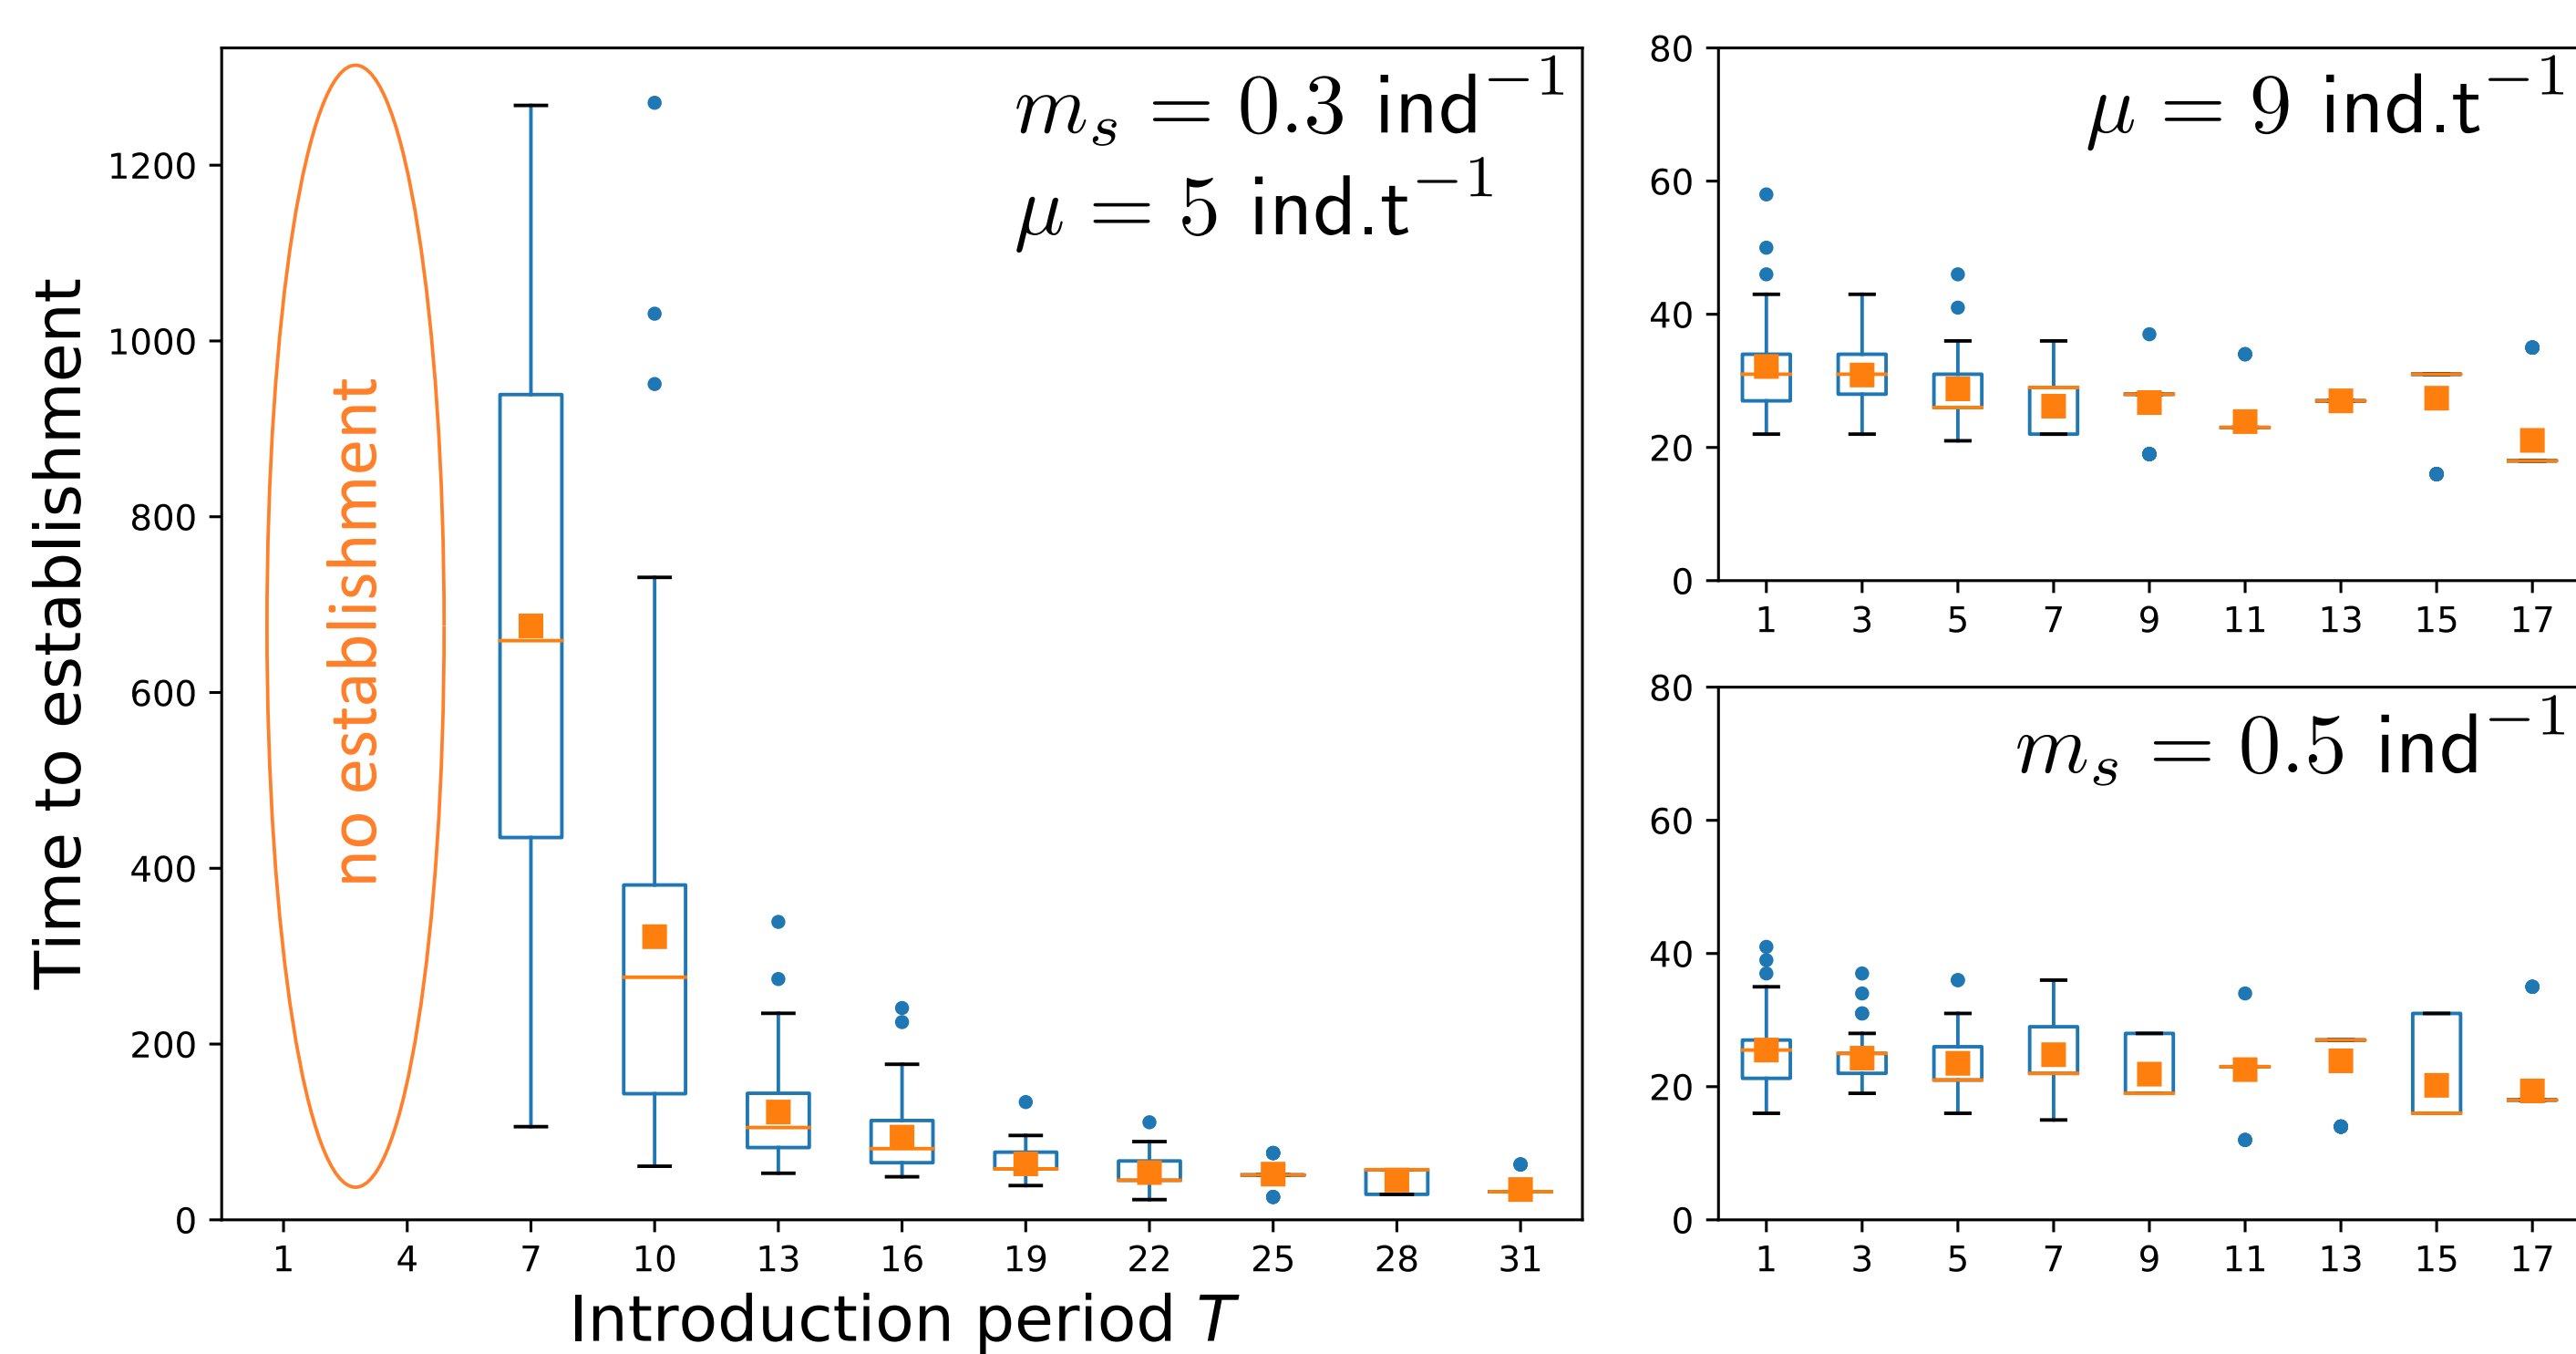 Time to establishment
1200
1000
800
600
400
200
0
no establishment
m_s = 0.3 ind⁻¹
μ = 5 ind.t⁻¹
1 4 7 10 13 16 19 22 25 28 31
Introduction period T
80
60
40
20
0
μ = 9 ind.t⁻¹
1 3 5 7 9 11 13 15 17
80
60
40
20
0
m_s = 0.5 ind⁻¹
1 3 5 7 9 11 13 15 17